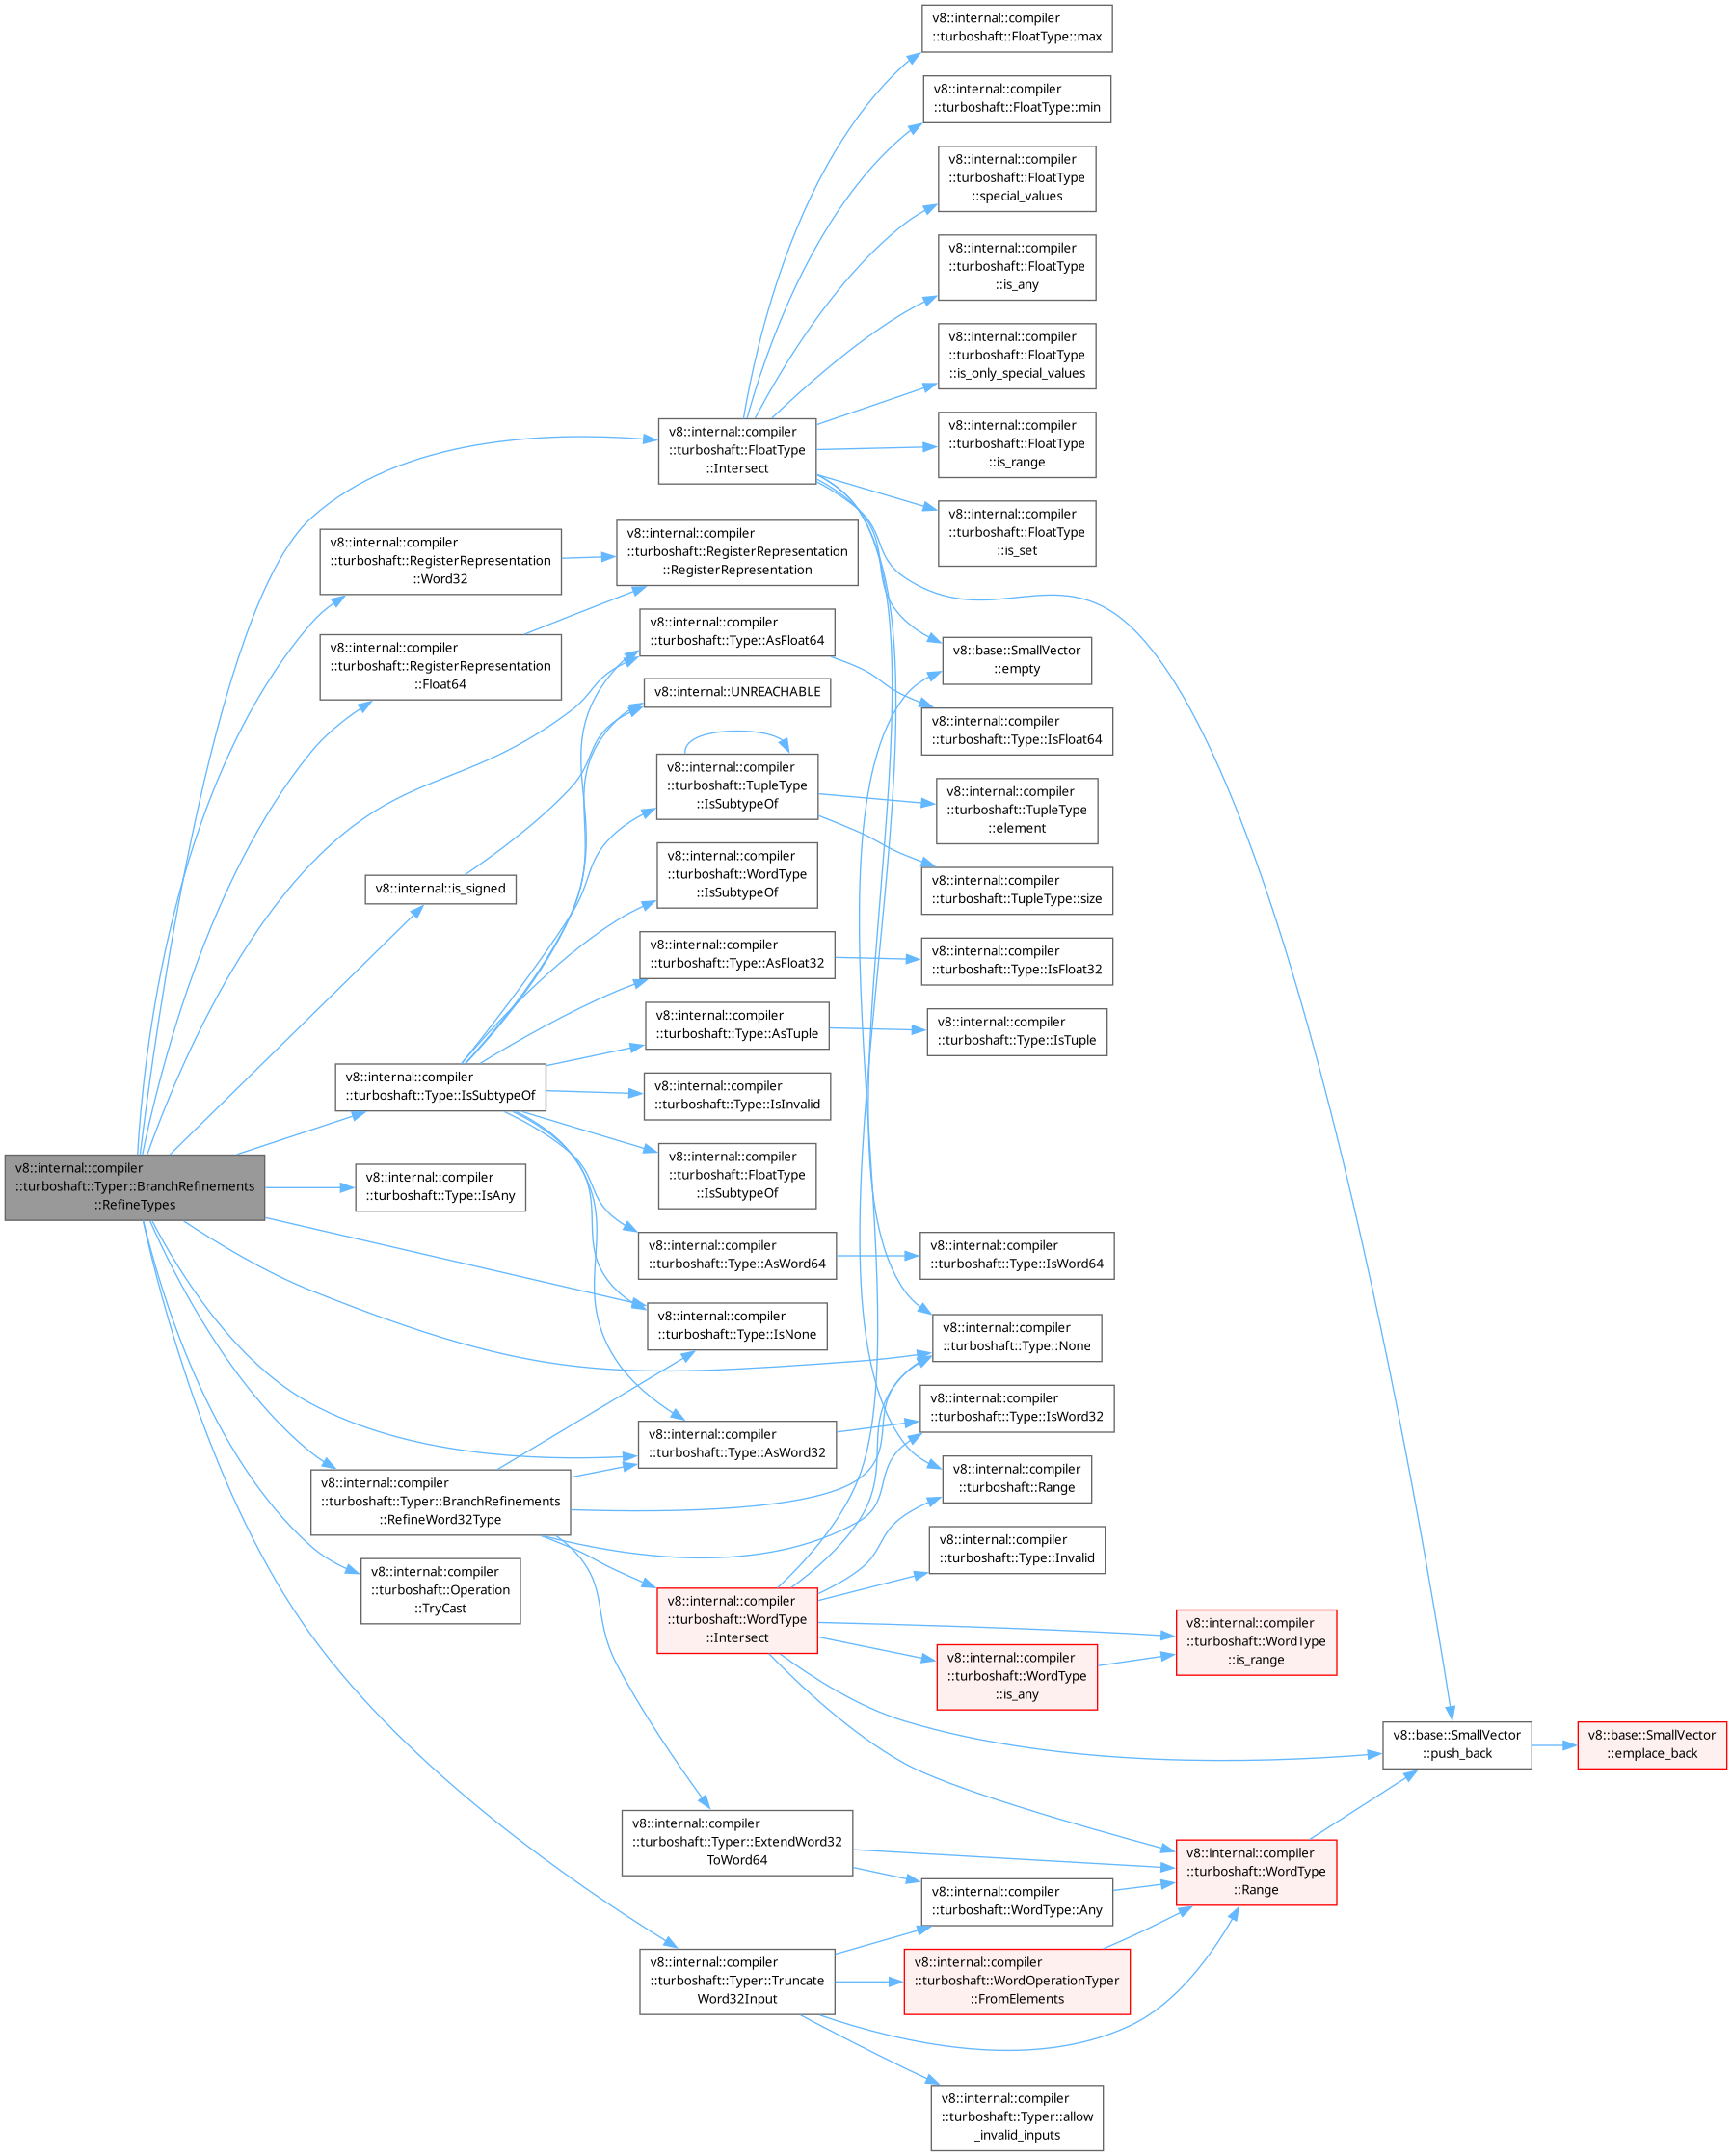 v8::internal::compiler
::turboshaft::FloatType::max
v8::internal::compiler
::turboshaft::FloatType::min
v8::internal::compiler
::turboshaft::FloatType
::special_values
v8::internal::compiler
::turboshaft::FloatType
::is_any
v8::internal::compiler
::turboshaft::FloatType
::is_only_special_values
v8::internal::compiler
::turboshaft::FloatType
::Intersect
v8::internal::compiler
::turboshaft::FloatType
::is_range
v8::internal::compiler
::turboshaft::FloatType
::is_set
v8::internal::compiler
::turboshaft::RegisterRepresentation
::Word32
v8::internal::compiler
::turboshaft::RegisterRepresentation
::RegisterRepresentation
v8::internal::compiler
::turboshaft::RegisterRepresentation
::Float64
v8::internal::compiler
::turboshaft::Type::AsFloat64
v8::base::SmallVector
::empty
v8::internal::UNREACHABLE
v8::internal::compiler
::turboshaft::Type::IsFloat64
v8::internal::compiler
::turboshaft::TupleType
::IsSubtypeOf
v8::internal::compiler
::turboshaft::TupleType
::element
v8::internal::is_signed
v8::internal::compiler
::turboshaft::WordType
::IsSubtypeOf
v8::internal::compiler
::turboshaft::TupleType::size
v8::internal::compiler
::turboshaft::Type::AsFloat32
v8::internal::compiler
::turboshaft::Type::IsFloat32
v8::internal::compiler
::turboshaft::Type::AsTuple
v8::internal::compiler
::turboshaft::Type::IsTuple
v8::internal::compiler
::turboshaft::Type::IsSubtypeOf
v8::internal::compiler
::turboshaft::Type::IsInvalid
v8::internal::compiler
::turboshaft::Typer::BranchRefinements
::RefineTypes
v8::internal::compiler
::turboshaft::Type::IsAny
v8::internal::compiler
::turboshaft::FloatType
::IsSubtypeOf
v8::internal::compiler
::turboshaft::Type::AsWord64
v8::internal::compiler
::turboshaft::Type::IsWord64
v8::internal::compiler
::turboshaft::Type::IsNone
v8::internal::compiler
::turboshaft::Type::None
v8::internal::compiler
::turboshaft::Type::AsWord32
v8::internal::compiler
::turboshaft::Type::IsWord32
v8::internal::compiler
::turboshaft::Typer::BranchRefinements
::RefineWord32Type
v8::internal::compiler
::turboshaft::Range
v8::internal::compiler
::turboshaft::Operation
::TryCast
v8::internal::compiler
::turboshaft::WordType
::Intersect
v8::internal::compiler
::turboshaft::Type::Invalid
v8::internal::compiler
::turboshaft::WordType
::is_any
v8::internal::compiler
::turboshaft::WordType
::is_range
v8::base::SmallVector
::push_back
v8::base::SmallVector
::emplace_back
v8::internal::compiler
::turboshaft::Typer::ExtendWord32
ToWord64
v8::internal::compiler
::turboshaft::WordType
::Range
v8::internal::compiler
::turboshaft::WordType::Any
v8::internal::compiler
::turboshaft::Typer::Truncate
Word32Input
v8::internal::compiler
::turboshaft::WordOperationTyper
::FromElements
v8::internal::compiler
::turboshaft::Typer::allow
_invalid_inputs